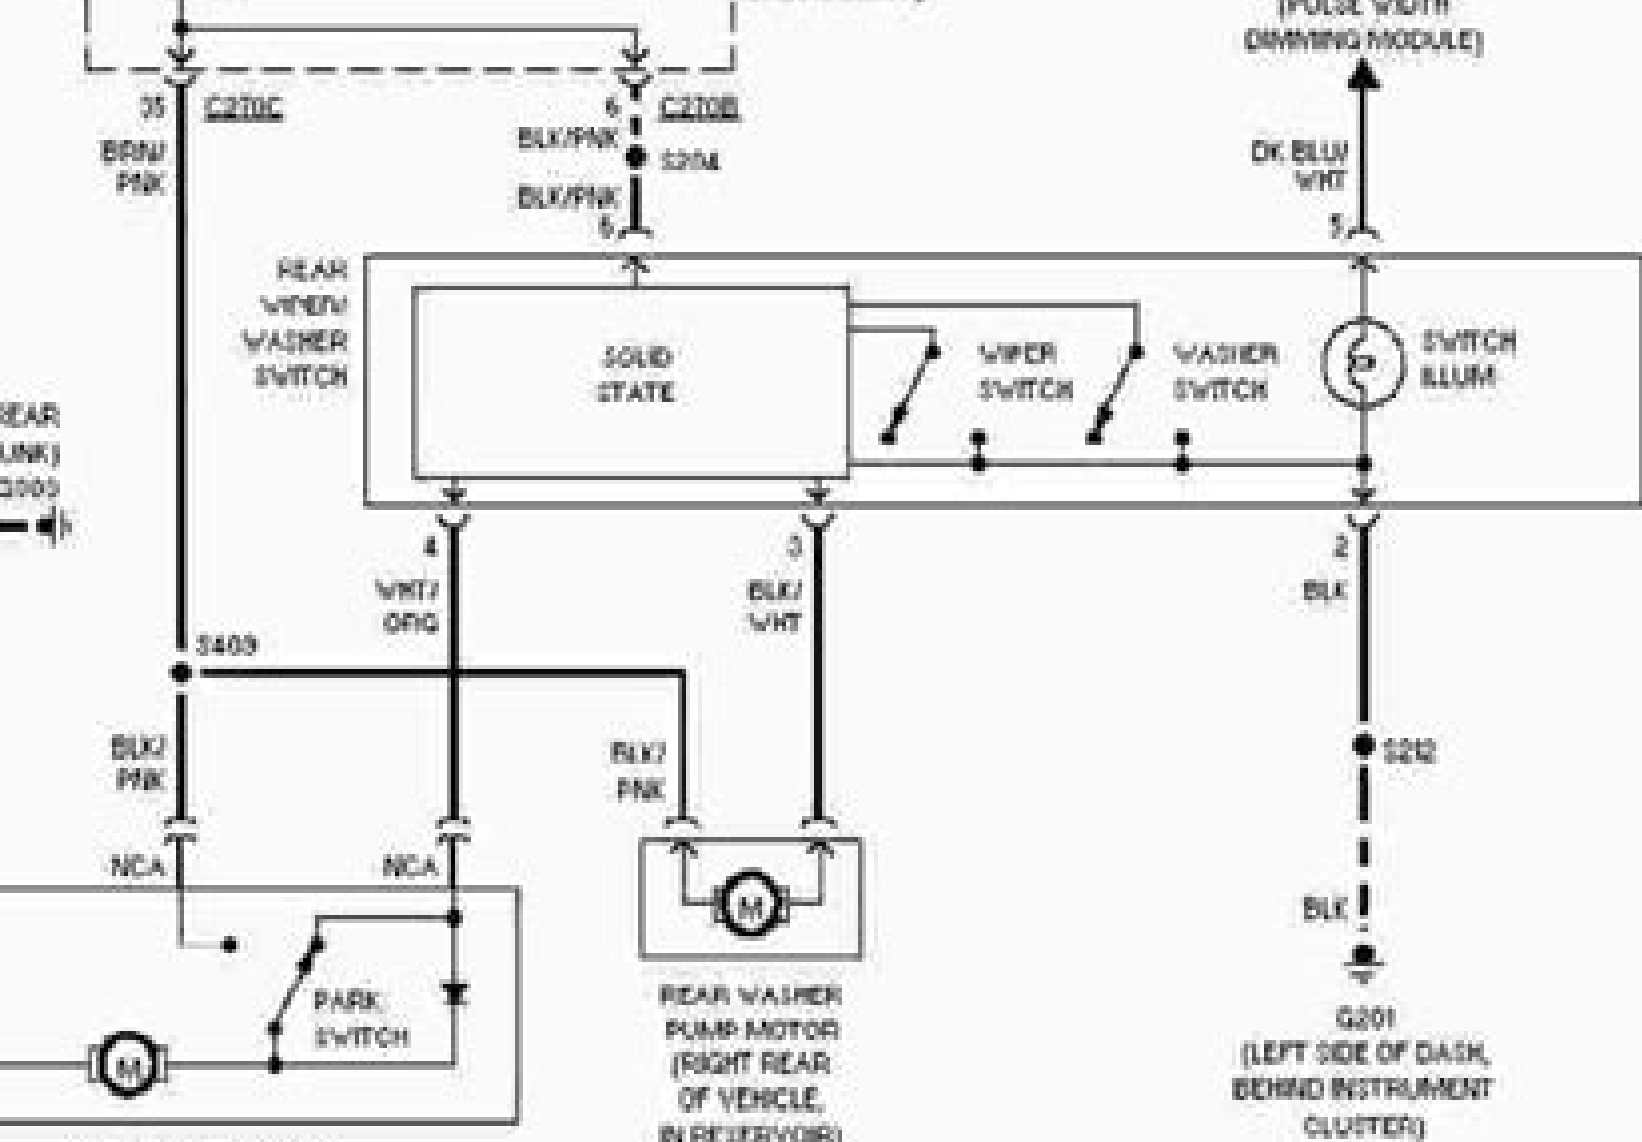 (PULSE WIDTH
DIMMING MODULE)
C270C
6
C270B
BRN/
PNK
BLK/PNK
S204
BLK/PNK
DK BLU/
WHT
5
REAR
WIPER/
WASHER
SWITCH
SOLID
STATE
WIPER
SWITCH
WASHER
SWITCH
SWITCH
ILLUM
REAR
4
3
2
WHT/
ORG
BLK/
WHT
BLK
S409
BLK/
PNK
BLK/
PNK
S212
NCA
NCA
BLK
M
PARK
SWITCH
M
REAR WASHER
PUMP MOTOR
(RIGHT REAR
OF VEHICLE,
IN RESERVOIR)
G201
(LEFT SIDE OF DASH,
BEHIND INSTRUMENT
CLUSTER)